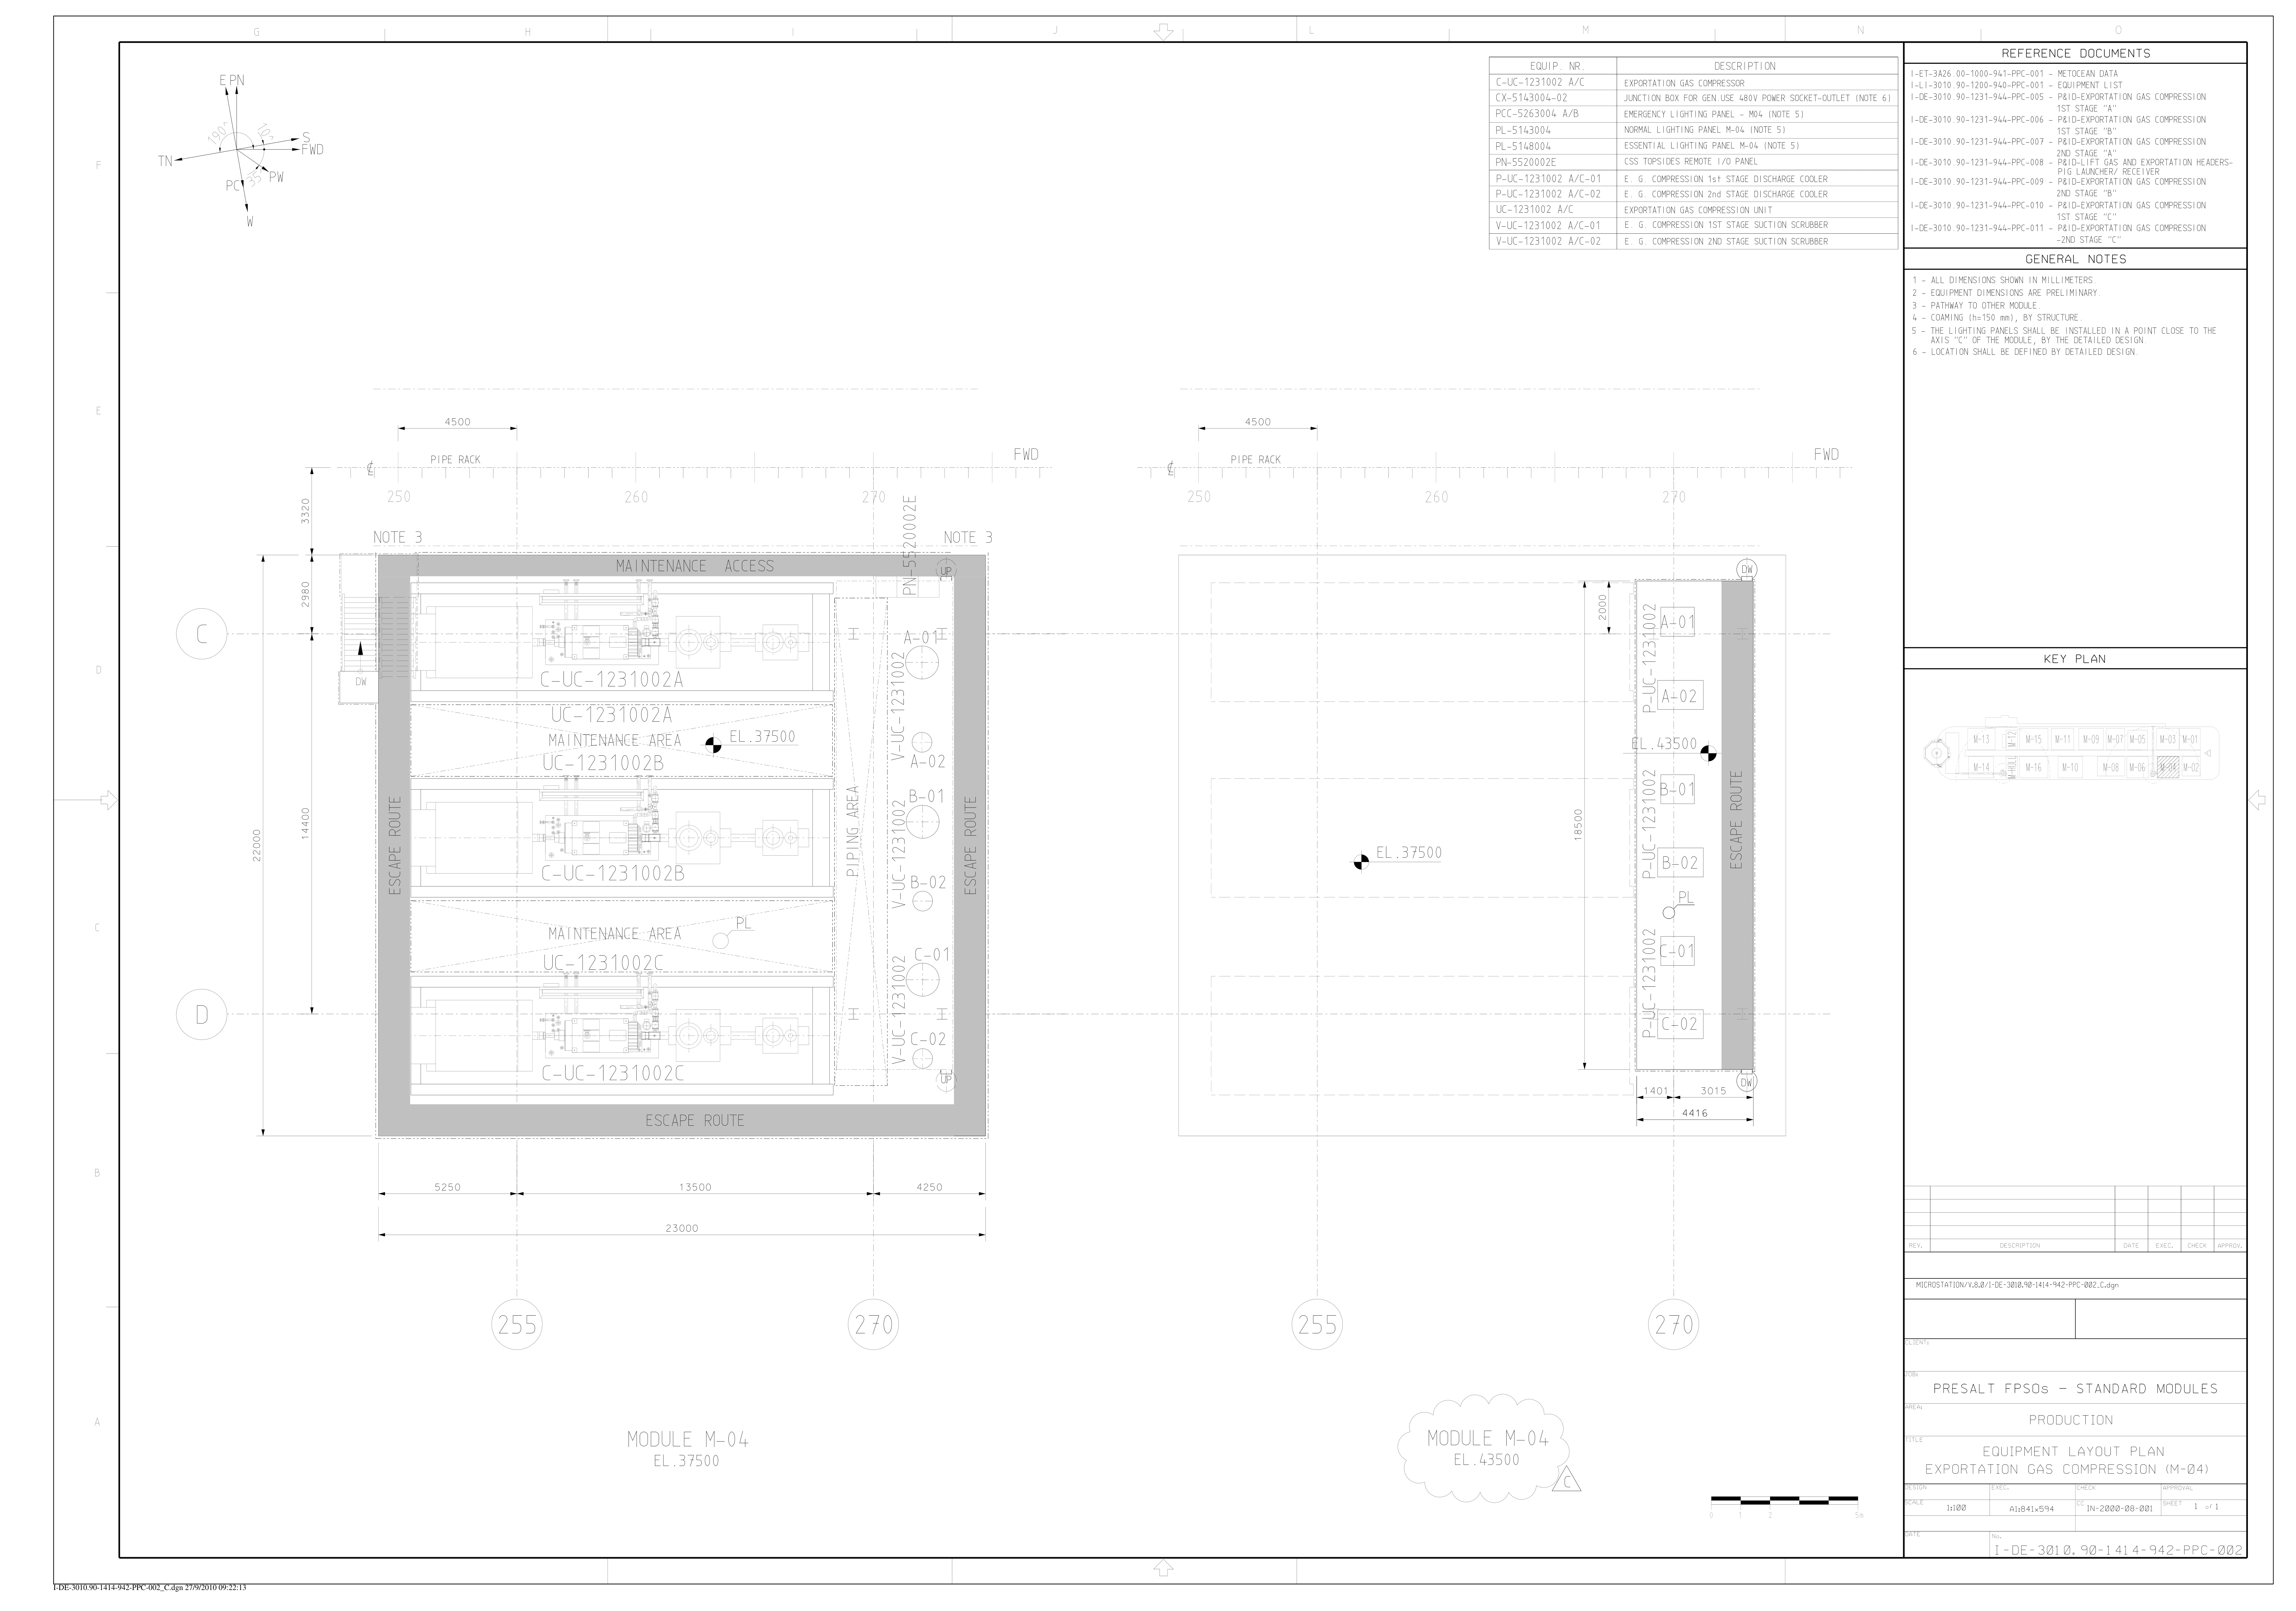 G H I J L M N O
F
E
D
C
B
A
E PN
190°
10°
S
FWD
TN
PC
35°
PW
W
EQUIP. NR. DESCRIPTION
C-UC-1231002 A/C EXPORTATION GAS COMPRESSOR
CX-5143004-02 JUNCTION BOX FOR GEN.USE 480V POWER SOCKET-OUTLET (NOTE 6)
PCC-5263004 A/B EMERGENCY LIGHTING PANEL - M04 (NOTE 5)
PL-5143004 NORMAL LIGHTING PANEL M-04 (NOTE 5)
PL-5148004 ESSENTIAL LIGHTING PANEL M-04 (NOTE 5)
PN-5520002E CSS TOPSIDES REMOTE I/O PANEL
P-UC-1231002 A/C-01 E. G. COMPRESSION 1st STAGE DISCHARGE COOLER
P-UC-1231002 A/C-02 E. G. COMPRESSION 2nd STAGE DISCHARGE COOLER
UC-1231002 A/C EXPORTATION GAS COMPRESSION UNIT
V-UC-1231002 A/C-01 E. G. COMPRESSION 1ST STAGE SUCTION SCRUBBER
V-UC-1231002 A/C-02 E. G. COMPRESSION 2ND STAGE SUCTION SCRUBBER
REFERENCE DOCUMENTS
I-ET-3A26.00-1000-941-PPC-001 - METOCEAN DATA
I-LI-3010.90-1200-940-PPC-001 - EQUIPMENT LIST
I-DE-3010.90-1231-944-PPC-005 - P&ID-EXPORTATION GAS COMPRESSION
1ST STAGE "A"
I-DE-3010.90-1231-944-PPC-006 - P&ID-EXPORTATION GAS COMPRESSION
1ST STAGE "B"
I-DE-3010.90-1231-944-PPC-007 - P&ID-EXPORTATION GAS COMPRESSION
2ND STAGE "A"
I-DE-3010.90-1231-944-PPC-008 - P&ID-LIFT GAS AND EXPORTATION HEADERS-
PIG LAUNCHER/ RECEIVER
I-DE-3010.90-1231-944-PPC-009 - P&ID-EXPORTATION GAS COMPRESSION
2ND STAGE "B"
I-DE-3010.90-1231-944-PPC-010 - P&ID-EXPORTATION GAS COMPRESSION
1ST STAGE "C"
I-DE-3010.90-1231-944-PPC-011 - P&ID-EXPORTATION GAS COMPRESSION
-2ND STAGE "C"
GENERAL NOTES
1 - ALL DIMENSIONS SHOWN IN MILLIMETERS.
2 - EQUIPMENT DIMENSIONS ARE PRELIMINARY.
3 - PATHWAY TO OTHER MODULE.
4 - COAMING (h=150 mm), BY STRUCTURE.
5 - THE LIGHTING PANELS SHALL BE INSTALLED IN A POINT CLOSE TO THE
AXIS "C" OF THE MODULE, BY THE DETAILED DESIGN.
6 - LOCATION SHALL BE DEFINED BY DETAILED DESIGN.
KEY PLAN
M-13 M-12 M-15 M-11 M-09 M-07 M-05 M-03 M-01
M-14 M-HULL M-16 M-10 M-08 M-06 M-04 M-02
4500
PIPE RACK
FWD
250 260 270
3320
NOTE 3
NOTE 3
PN-5520002E
MAINTENANCE ACCESS
UP
2980
C
DW
C-UC-1231002A
A-01
V-UC-1231002
UC-1231002A
MAINTENANCE AREA
EL.37500
UC-1231002B
A-02
B-01
22000
14400
ESCAPE ROUTE
PIPING AREA
V-UC-1231002
ESCAPE ROUTE
C-UC-1231002B
B-02
PL
MAINTENANCE AREA
UC-1231002C
C-01
V-UC-1231002
D
C-02
C-UC-1231002C
UP
ESCAPE ROUTE
5250 13500 4250
23000
255 270
MODULE M-04
EL.37500
4500
PIPE RACK
FWD
250 260 270
DW
2000
P-UC-1231002
A-01
A-02
EL.43500
P-UC-1231002
B-01
18500
ESCAPE ROUTE
EL.37500
B-02
PL
P-UC-1231002
C-01
C-02
DW
1401 3015
4416
255 270
MODULE M-04
EL.43500
C
0 1 2 5m
REV. DESCRIPTION DATE EXEC. CHECK APPROV.
MICROSTATION/V.8.0/I-DE-3010.90-1414-942-PPC-002_C.dgn
CLIENT:
JOB:
PRESALT FPSOs - STANDARD MODULES
AREA:
PRODUCTION
TITLE
EQUIPMENT LAYOUT PLAN
EXPORTATION GAS COMPRESSION (M-04)
DESIGN EXEC. CHECK APPROVAL
SCALE 1:100 A1:841x594 CC IN-2000-08-001 SHEET 1 of 1
DATE No.
I-DE-3010.90-1414-942-PPC-002
I-DE-3010.90-1414-942-PPC-002_C.dgn 27/9/2010 09:22:13